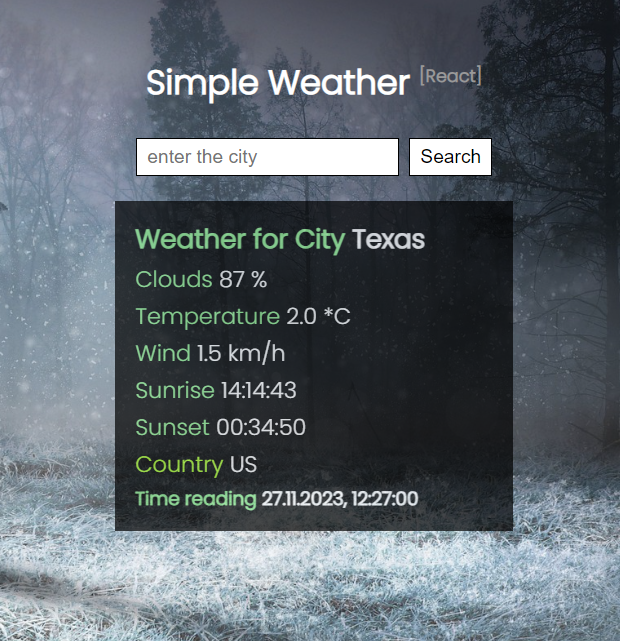 Simple Weather [React]
enter the city Search
Weather for City Texas
Clouds 87 %
Temperature 2.0 *C
Wind 1.5 km/h
Sunrise 14:14:43
Sunset 00:34:50
Country US
Time reading 27.11.2023, 12:27:00